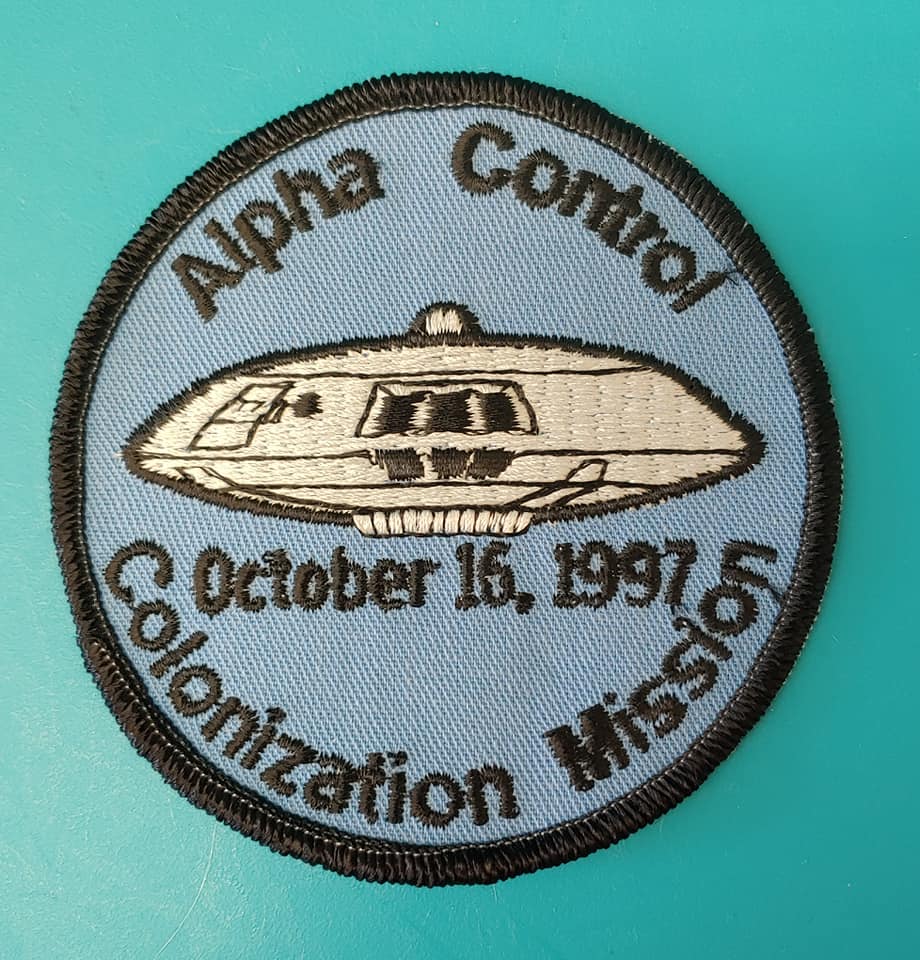 Alpha Control
October 16, 1997
Colonization Mission